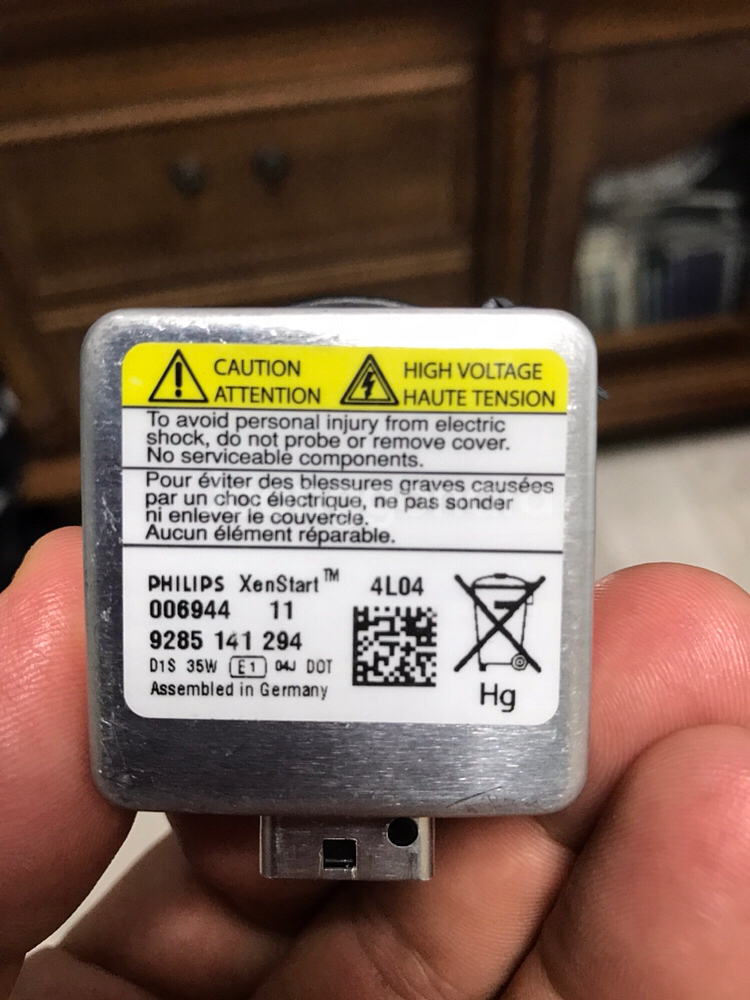 CAUTION HIGH VOLTAGE
ATTENTION HAUTE TENSION
To avoid personal injury from electric
shock, do not probe or remove cover.
No serviceable components.
Pour éviter des blessures graves causées
par un choc électrique, ne pas sonder
ni enlever le couvercle.
Aucun élément réparable.
PHILIPS XenStart™ 4L04
006944 11
9285 141 294
D1S 35W E1 04J DOT
Assembled in Germany
Hg